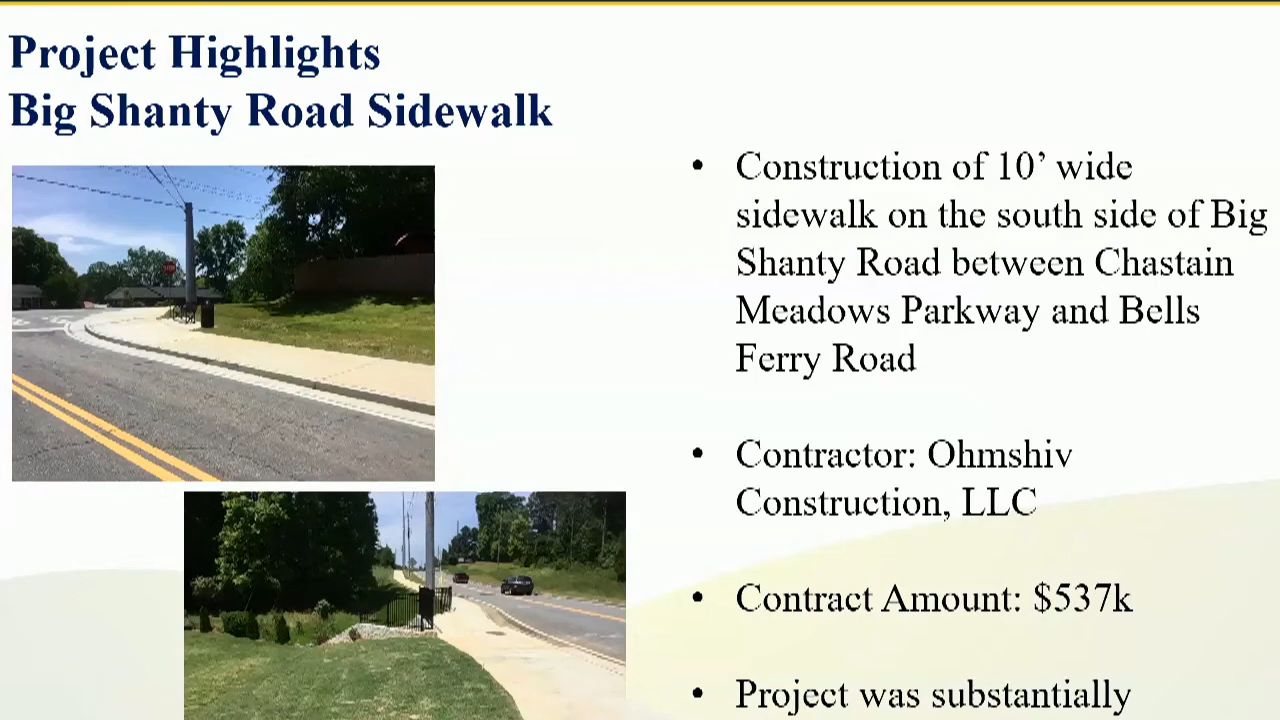 Project Highlights
Big Shanty Road Sidewalk
• Construction of 10’ wide
sidewalk on the south side of Big
Shanty Road between Chastain
Meadows Parkway and Bells
Ferry Road
• Contractor: Ohmshiv
Construction, LLC
• Contract Amount: $537k
• Project was substantially